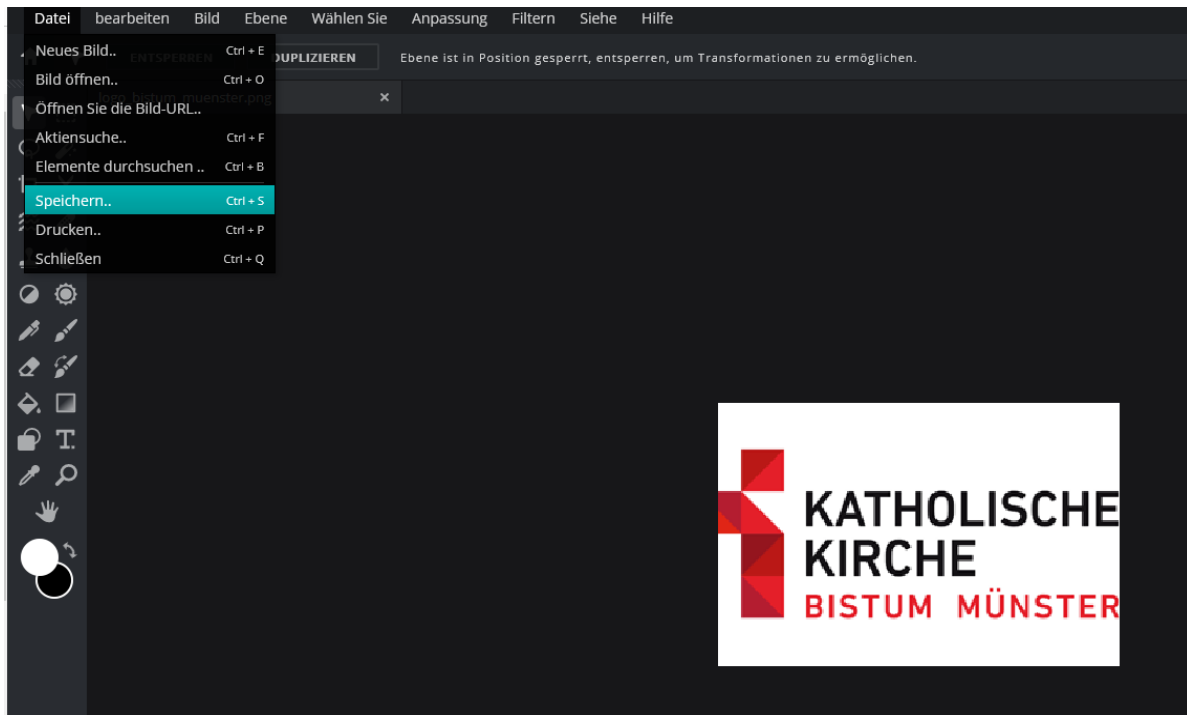 Datei bearbeiten Bild Ebene Wählen Sie Anpassung Filtern Siehe Hilfe
Neues Bild.. Ctrl + E
Bild öffnen.. Ctrl + O
Öffnen Sie die Bild-URL..
Aktiensuche.. Ctrl + F
Elemente durchsuchen .. Ctrl + B
Speichern.. Ctrl + S
Drucken.. Ctrl + P
Schließen Ctrl + Q
ENTSPERREN DUPLIZIEREN Ebene ist in Position gesperrt, entsperren, um Transformationen zu ermöglichen.
logo_bistum_muenster.png ×
KATHOLISCHE
KIRCHE
BISTUM MÜNSTER